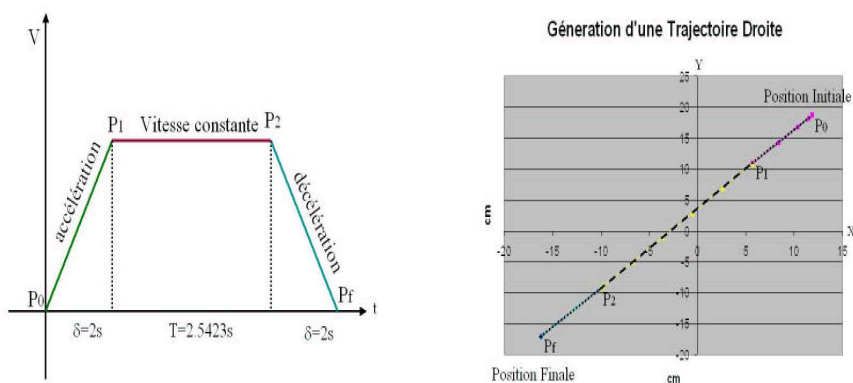 V
P1
Vitesse constante
P2
accélération
décélération
P0
Pf
t
δ=2s
T=2.5423s
δ=2s
Géneration d'une Trajectoire Droite
Y
25
20
15
10
5
0
-5
-10
-15
-20
Position Initiale
P0
P1
cm
X
-20
-15
-10
-5
0
5
10
15
P2
Pf
Position Finale
cm